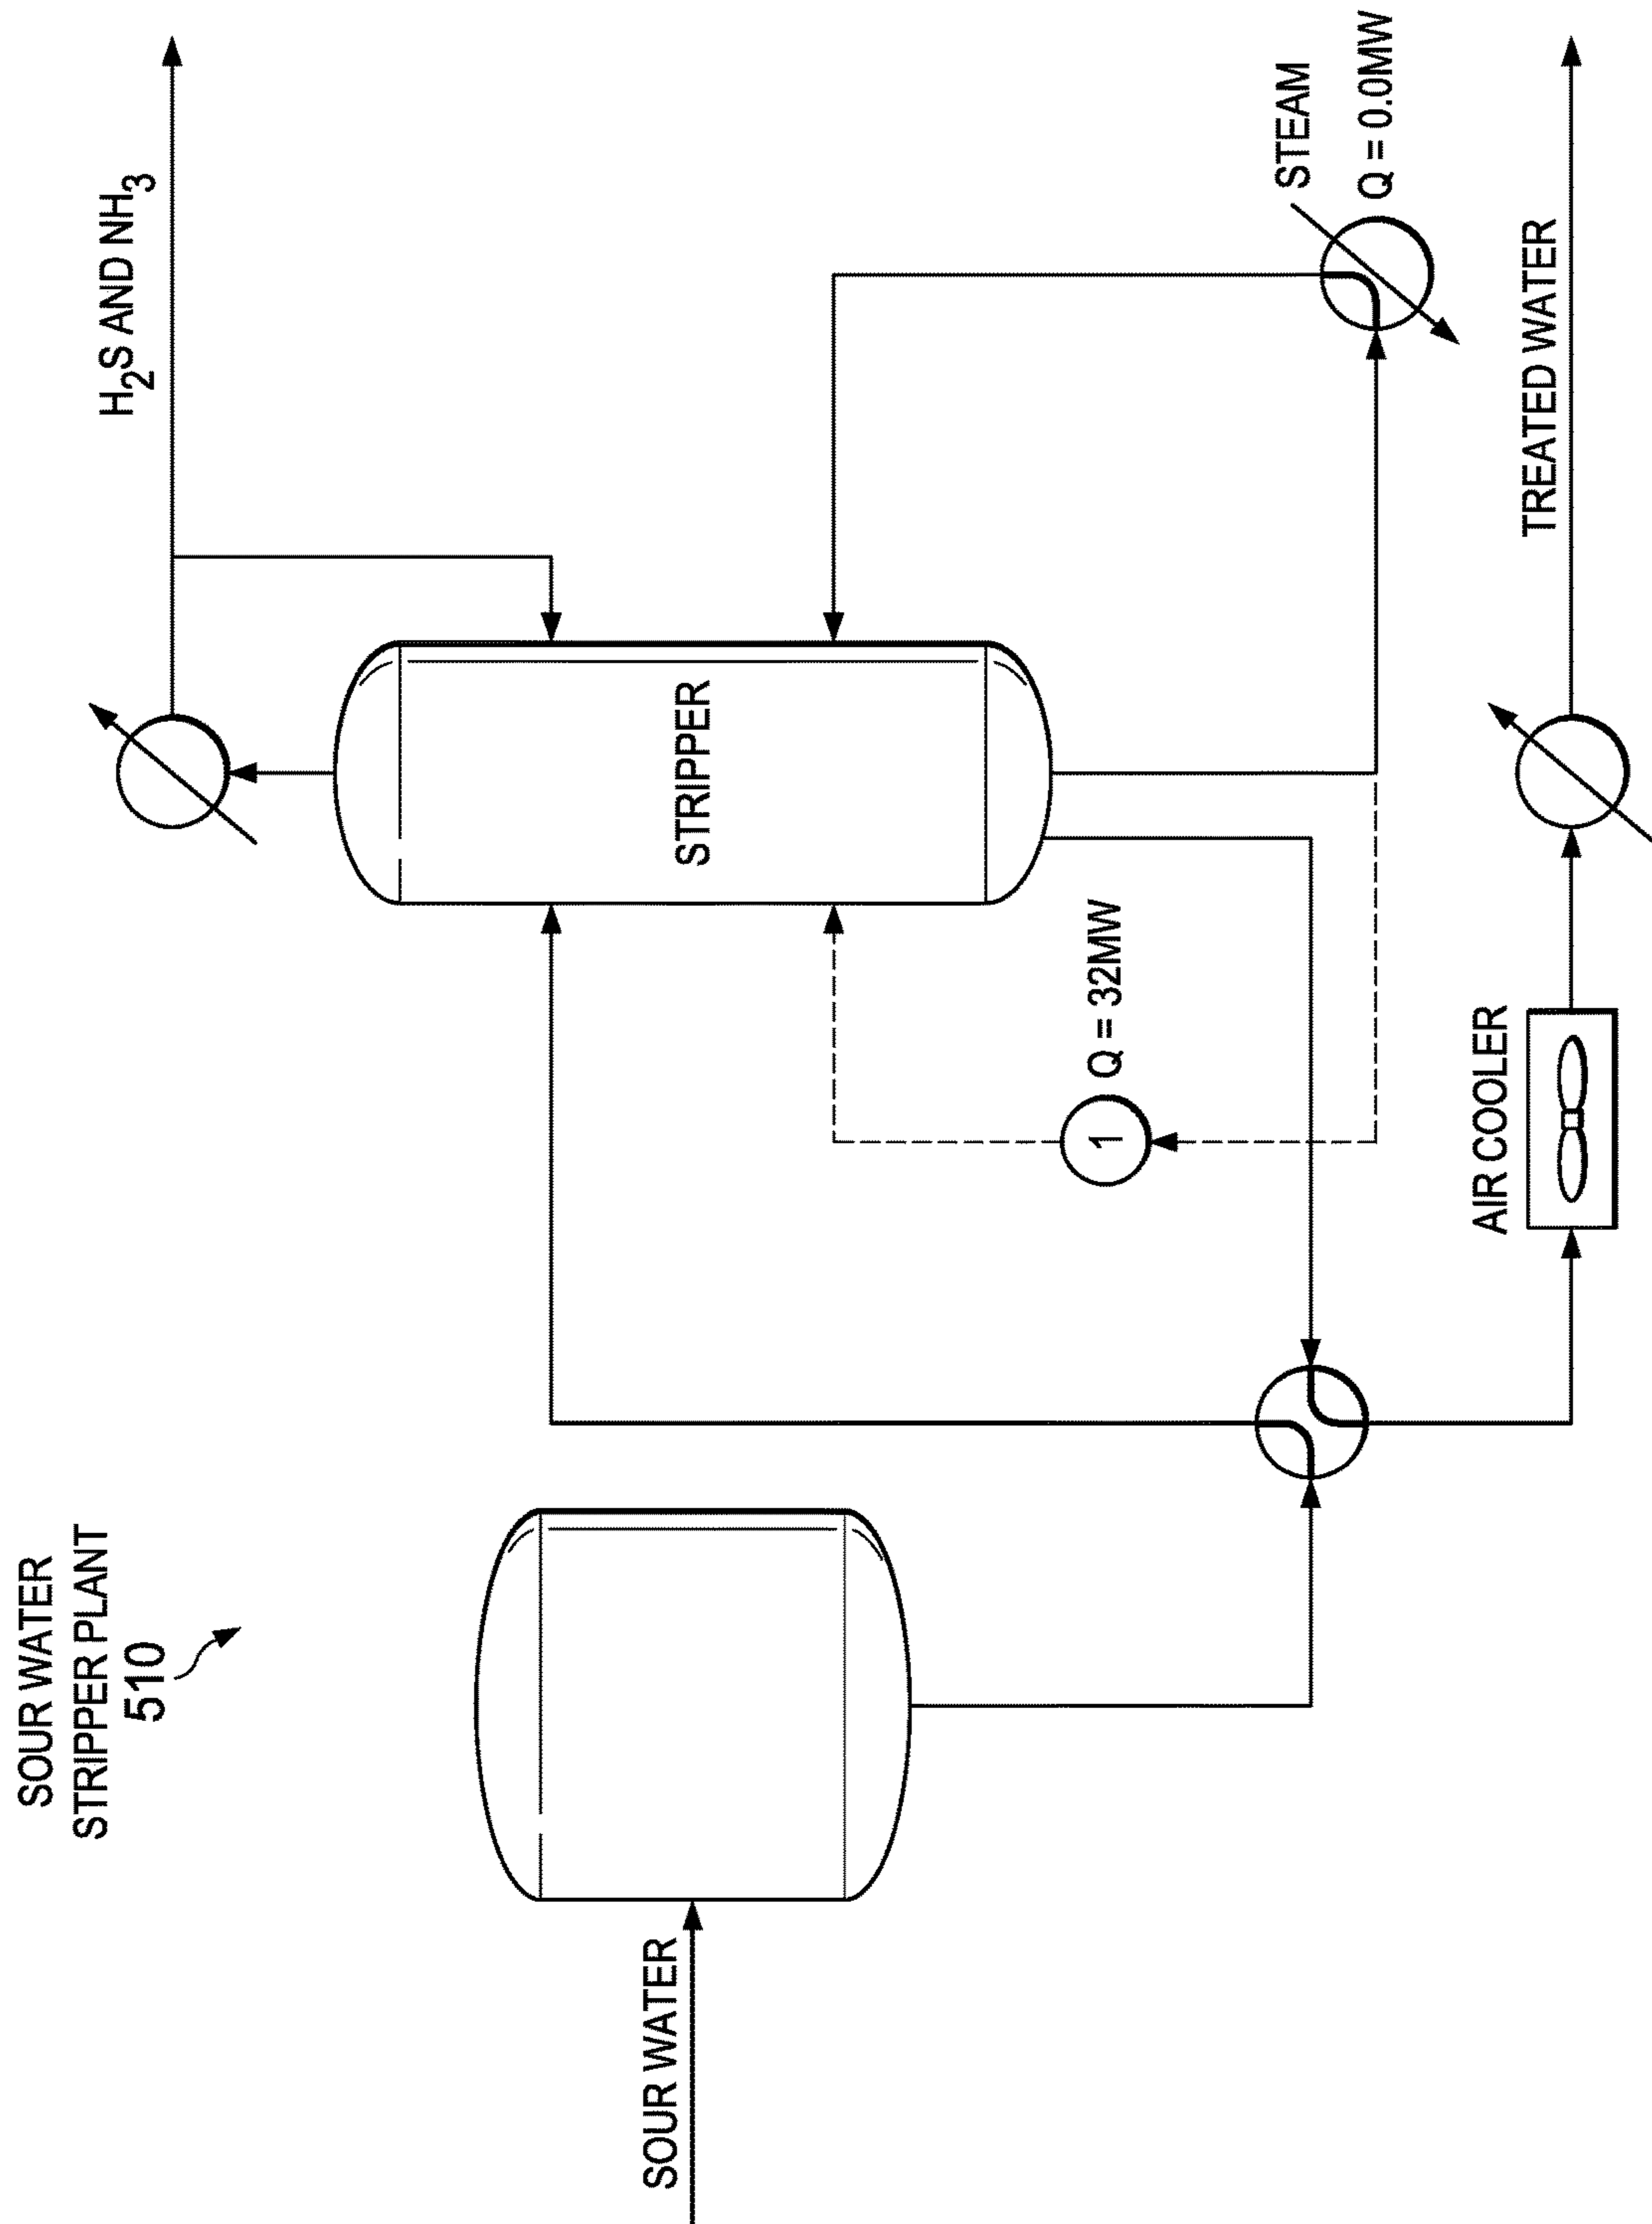 SOUR WATER
STRIPPER PLANT
510
SOUR WATER
H2S AND NH3
STRIPPER
Q = 32MW
1
STEAM
Q = 0.0MW
AIR COOLER
TREATED WATER